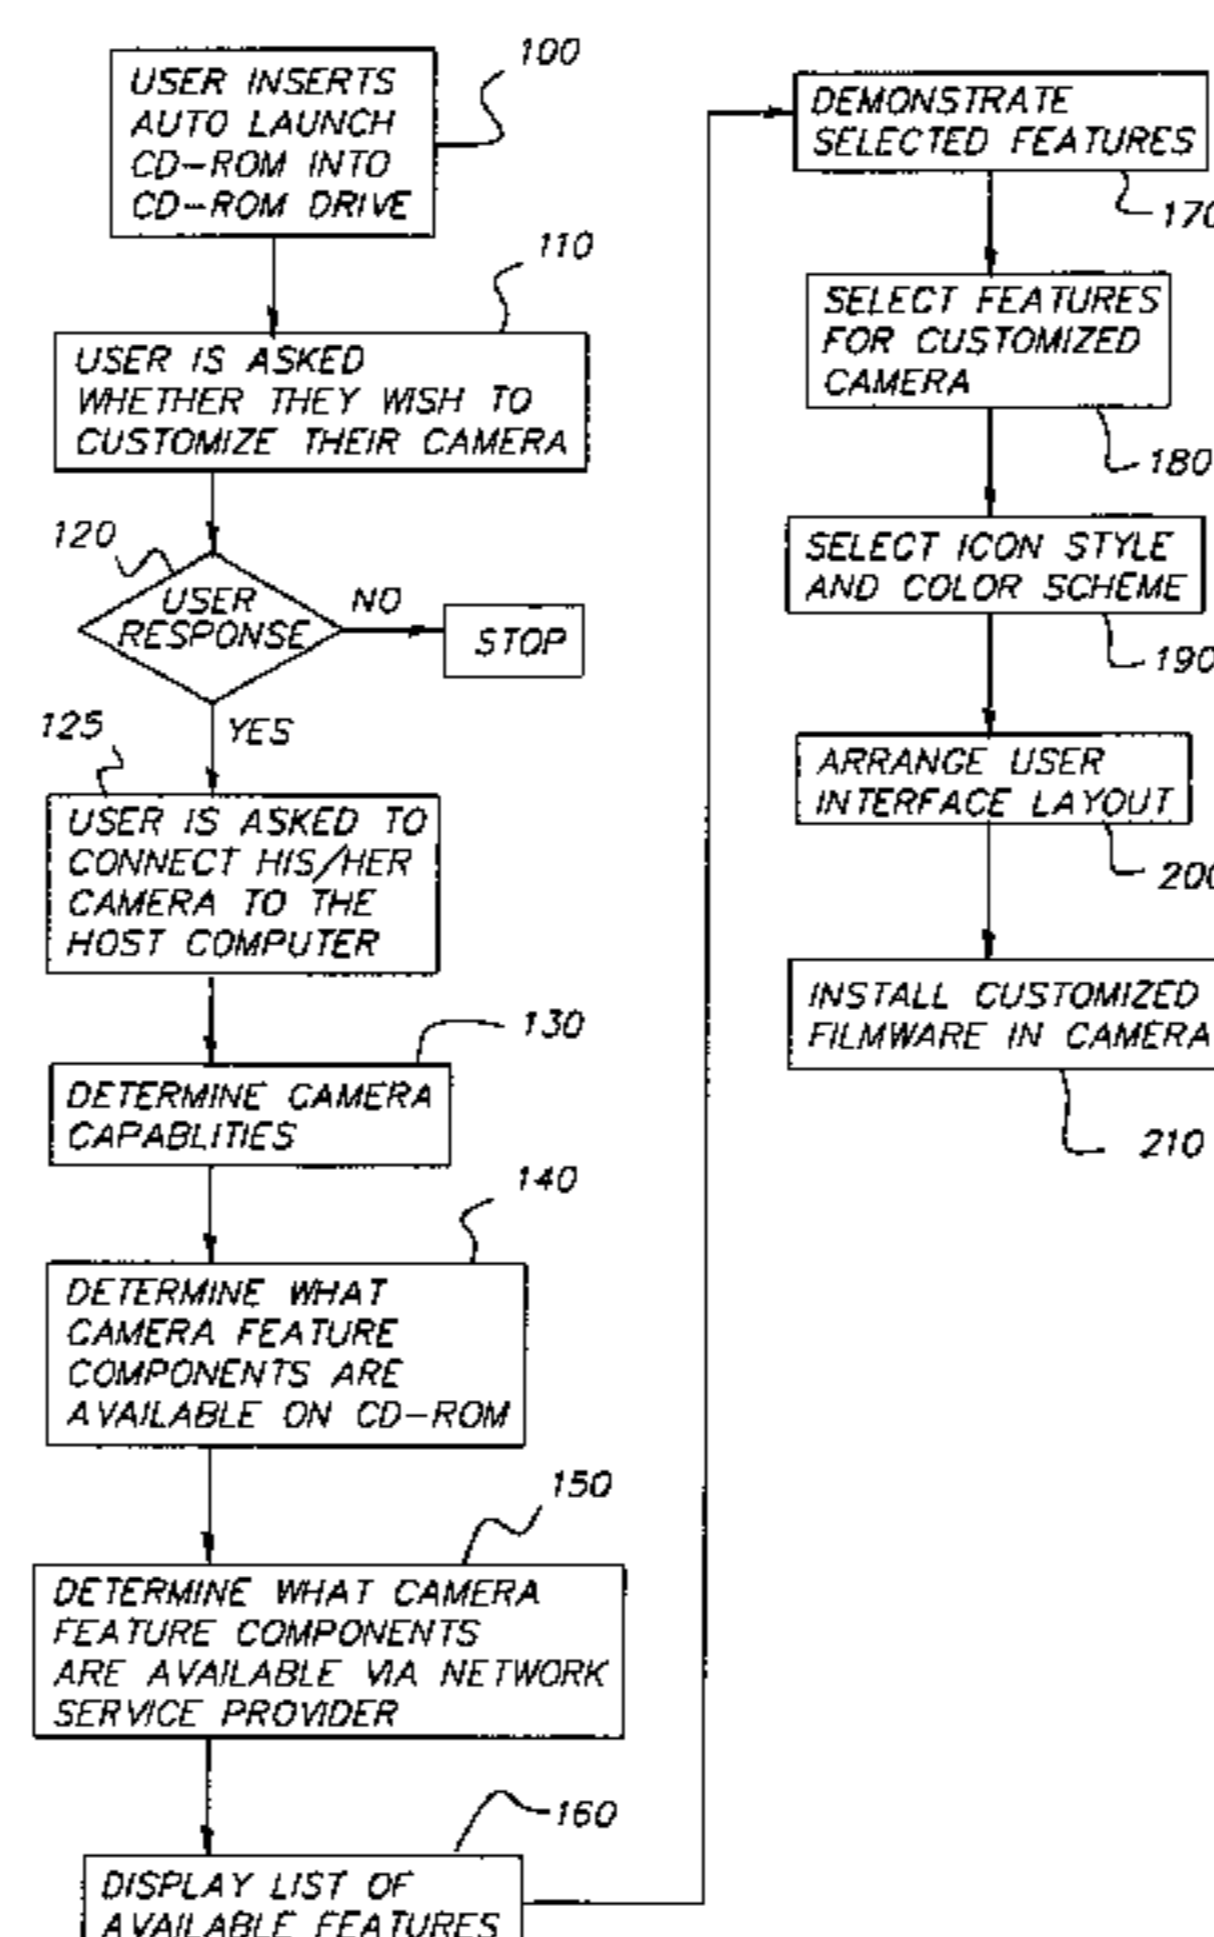 100
USER INSERTS
AUTO LAUNCH
CD-ROM INTO
CD-ROM DRIVE
110
USER IS ASKED
WHETHER THEY WISH TO
CUSTOMIZE THEIR CAMERA
120
USER
RESPONSE
NO
STOP
YES
125
USER IS ASKED TO
CONNECT HIS/HER
CAMERA TO THE
HOST COMPUTER
130
DETERMINE CAMERA
CAPABLITIES
140
DETERMINE WHAT
CAMERA FEATURE
COMPONENTS ARE
AVAILABLE ON CD-ROM
150
DETERMINE WHAT CAMERA
FEATURE COMPONENTS
ARE AVAILABLE VIA NETWORK
SERVICE PROVIDER
160
DISPLAY LIST OF
AVAILABLE FEATURES
DEMONSTRATE
SELECTED FEATURES
170
SELECT FEATURES
FOR CUSTOMIZED
CAMERA
180
SELECT ICON STYLE
AND COLOR SCHEME
190
ARRANGE USER
INTERFACE LAYOUT
200
INSTALL CUSTOMIZED
FILMWARE IN CAMERA
210